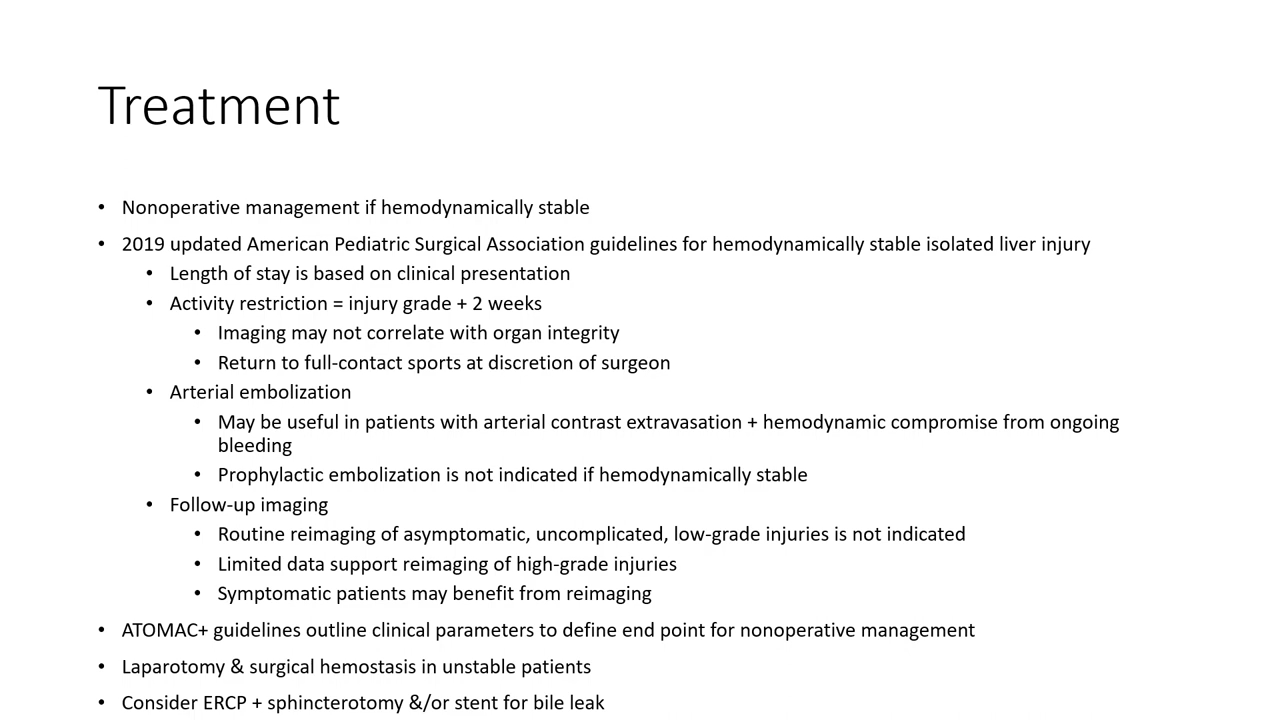 Treatment
• Nonoperative management if hemodynamically stable
• 2019 updated American Pediatric Surgical Association guidelines for hemodynamically stable isolated liver injury
• Length of stay is based on clinical presentation
• Activity restriction = injury grade + 2 weeks
• Imaging may not correlate with organ integrity
• Return to full-contact sports at discretion of surgeon
• Arterial embolization
• May be useful in patients with arterial contrast extravasation + hemodynamic compromise from ongoing
bleeding
• Prophylactic embolization is not indicated if hemodynamically stable
• Follow-up imaging
• Routine reimaging of asymptomatic, uncomplicated, low-grade injuries is not indicated
• Limited data support reimaging of high-grade injuries
• Symptomatic patients may benefit from reimaging
• ATOMAC+ guidelines outline clinical parameters to define end point for nonoperative management
• Laparotomy & surgical hemostasis in unstable patients
• Consider ERCP + sphincterotomy &/or stent for bile leak